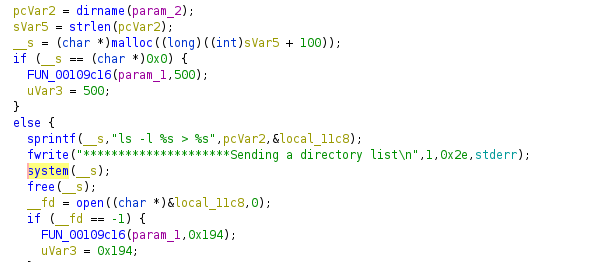 pcVar2 = dirname(param_2);
sVar5 = strlen(pcVar2);
__s = (char *)malloc((long)((int)sVar5 + 100));
if (__s == (char *)0x0) {
FUN_00109c16(param_1,500);
uVar3 = 500;
}
else {
sprintf(__s,"ls -l %s > %s",pcVar2,&local_11c8);
fwrite("*********************Sending a directory list\n",1,0x2e,stderr);
system(__s);
free(__s);
__fd = open((char *)&local_11c8,0);
if (__fd == -1) {
FUN_00109c16(param_1,0x194);
uVar3 = 0x194;